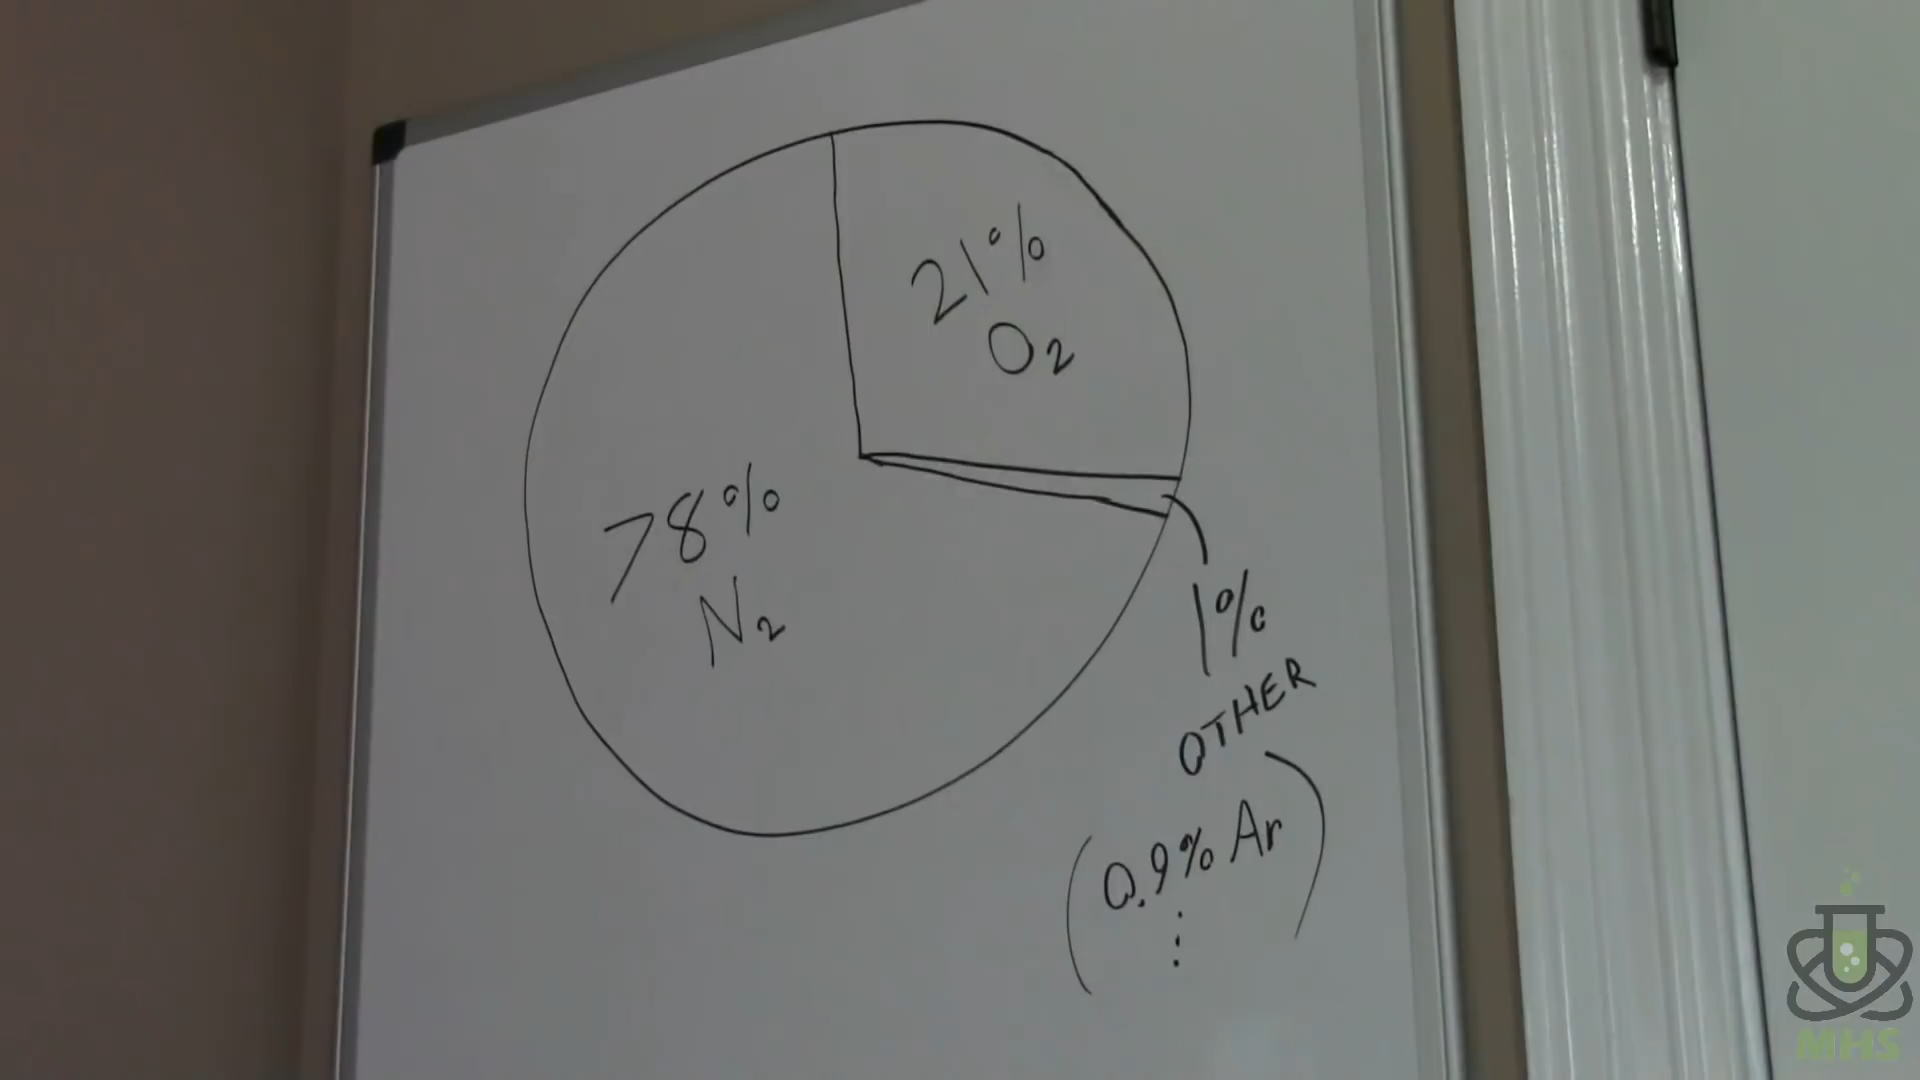 21%
O₂
78%
N₂
1%
OTHER
(0.9% Ar
⋮)
MHS